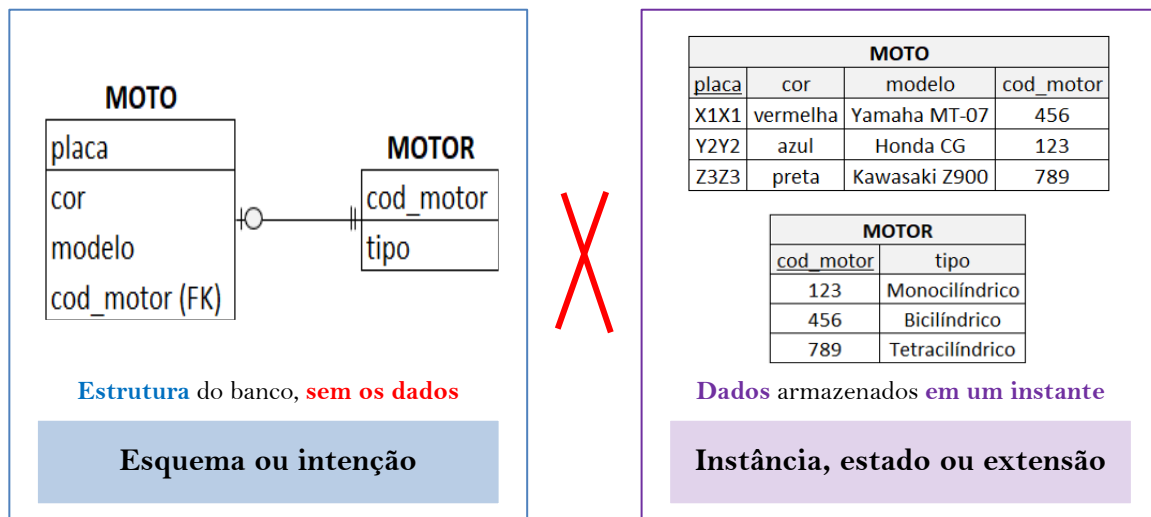 MOTO
placa
cor
modelo
cod_motor (FK)
MOTOR
cod_motor
tipo
Estrutura do banco, sem os dados
Esquema ou intenção
MOTO
placa cor modelo cod_motor
X1X1 vermelha Yamaha MT-07 456
Y2Y2 azul Honda CG 123
Z3Z3 preta Kawasaki Z900 789
MOTOR
cod_motor tipo
123 Monocilíndrico
456 Bicilíndrico
789 Tetracilíndrico
Dados armazenados em um instante
Instância, estado ou extensão